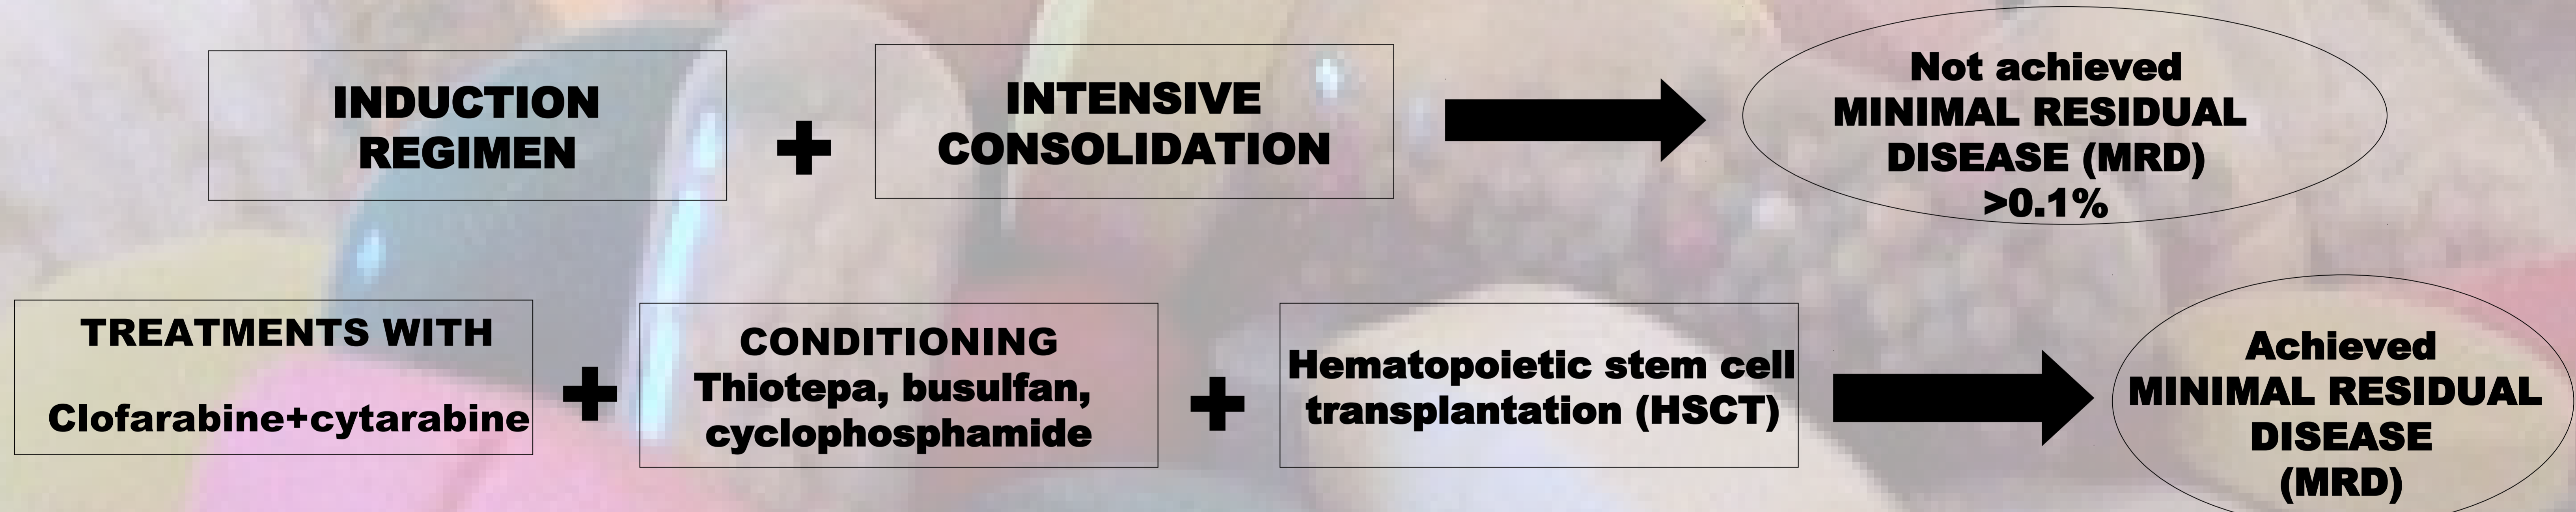 INDUCTION
REGIMEN
+
INTENSIVE
CONSOLIDATION
Not achieved
MINIMAL RESIDUAL
DISEASE (MRD)
>0.1%
TREATMENTS WITH
Clofarabine+cytarabine
+
CONDITIONING
Thiotepa, busulfan,
cyclophosphamide
+
Hematopoietic stem cell
transplantation (HSCT)
Achieved
MINIMAL RESIDUAL
DISEASE
(MRD)